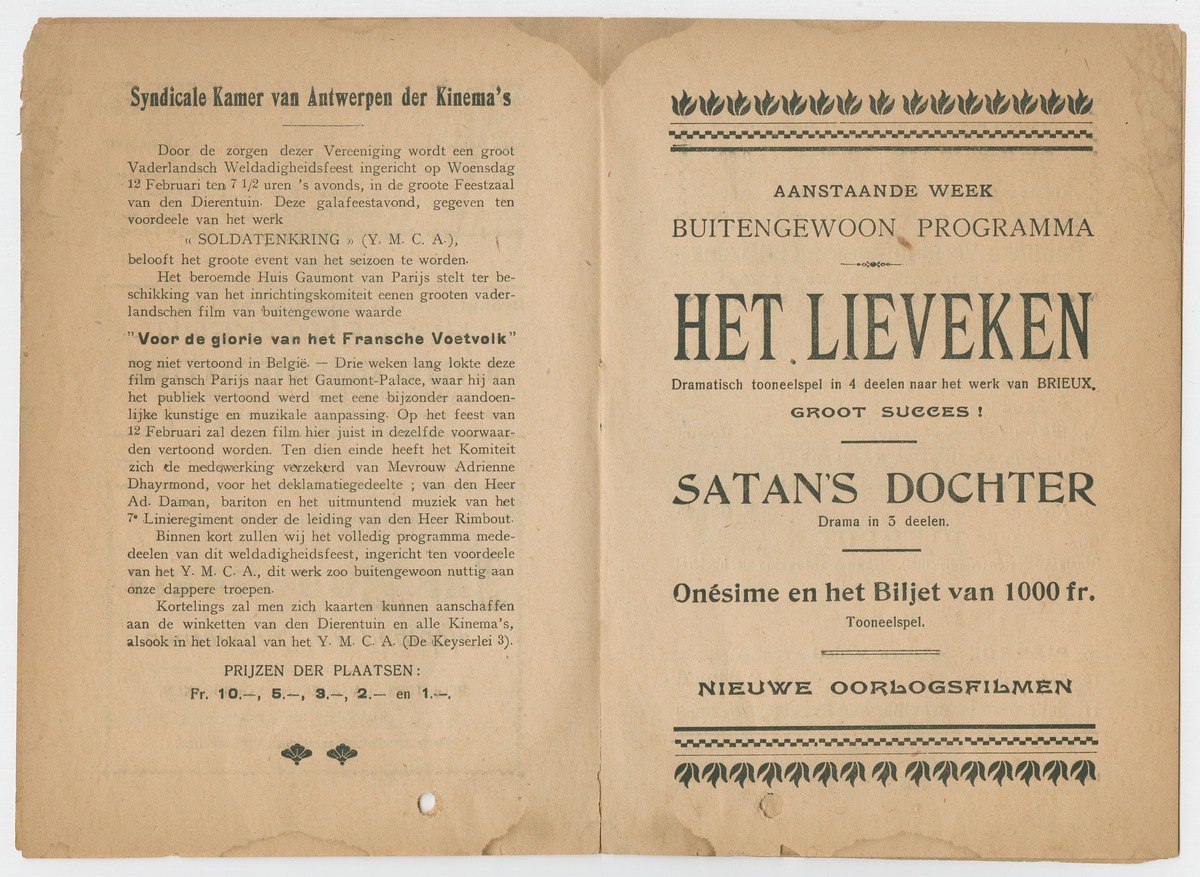 Syndicale Kamer van Antwerpen der Kinema's
Door de zorgen dezer Vereeniging wordt een groot
Vaderlandsch Weldadigheidsfeest ingericht op Woensdag
12 Februari ten 7 1/2 uren 's avonds, in de groote Feestzaal
van den Dierentuin. Deze galafeestavond, gegeven ten
voordeele van het werk
« SOLDATENKRING » (Y. M. C. A.),
belooft het groote event van het seizoen te worden.
Het beroemde Huis Gaumont van Parijs stelt ter be-
schikking van het inrichtingskomiteit eenen grooten vader-
landschen film van buitengewone waarde
"Voor de glorie van het Fransche Voetvolk"
nog niet vertoond in België. — Drie weken lang lokte deze
film gansch Parijs naar het Gaumont-Palace, waar hij aan
het publiek vertoond werd met eene bijzonder aandoen-
lijke kunstige en muzikale aanpassing. Op het feest van
12 Februari zal dezen film hier juist in dezelfde voorwaar-
den vertoond worden. Ten dien einde heeft het Komiteit
zich de medewerking verzekerd van Mevrouw Adrienne
Dhayrmond, voor het deklamatiegedeelte ; van den Heer
Ad. Daman, bariton en het uitmuntend muziek van het
7e Linieregiment onder de leiding van den Heer Rimbout.
Binnen kort zullen wij het volledig programma mede-
deelen van dit weldadigheidsfeest, ingericht ten voordeele
van het Y. M. C. A., dit werk zoo buitengewoon nuttig aan
onze dappere troepen.
Kortelings zal men zich kaarten kunnen aanschaffen
aan de winketten van den Dierentuin en alle Kinema's,
alsook in het lokaal van het Y. M. C. A. (De Keyserlei 3).
PRIJZEN DER PLAATSEN:
Fr. 10.—, 5.—, 3.—, 2.— en 1.—.
AANSTAANDE WEEK
BUITENGEWOON PROGRAMMA
HET LIEVEKEN
Dramatisch tooneelspel in 4 deelen naar het werk van BRIEUX.
GROOT SUCCES !
SATAN'S DOCHTER
Drama in 3 deelen.
Onésime en het Biljet van 1000 fr.
Tooneelspel.
NIEUWE OORLOGSFILMEN